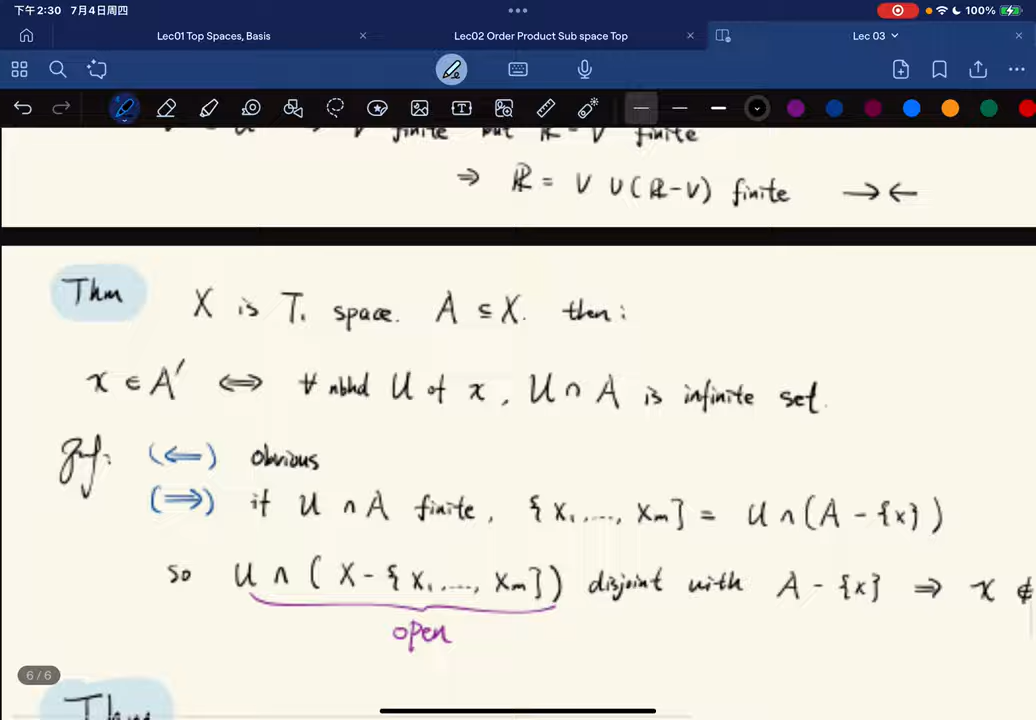 下午2:30 7月4日周四
100%
Lec01 Top Spaces, Basis
Lec02 Order Product Sub space Top
Lec 03
finite but ℝ - V finite
⇒ ℝ = V ∪ (ℝ-V) finite →←
Thm X is T₁ space. A ⊆ X. then:
x ∈ A′ ⇔ ∀ nbhd U of x, U ∩ A is infinite set.
Pf: (⇐) obvious
(⇒) if U ∩ A finite, {x₁,..., xₘ} = U ∩ (A - {x})
so U ∩ (X - {x₁,..., xₘ}) disjoint with A - {x} ⇒ x ∉
open
6 / 6
Thm